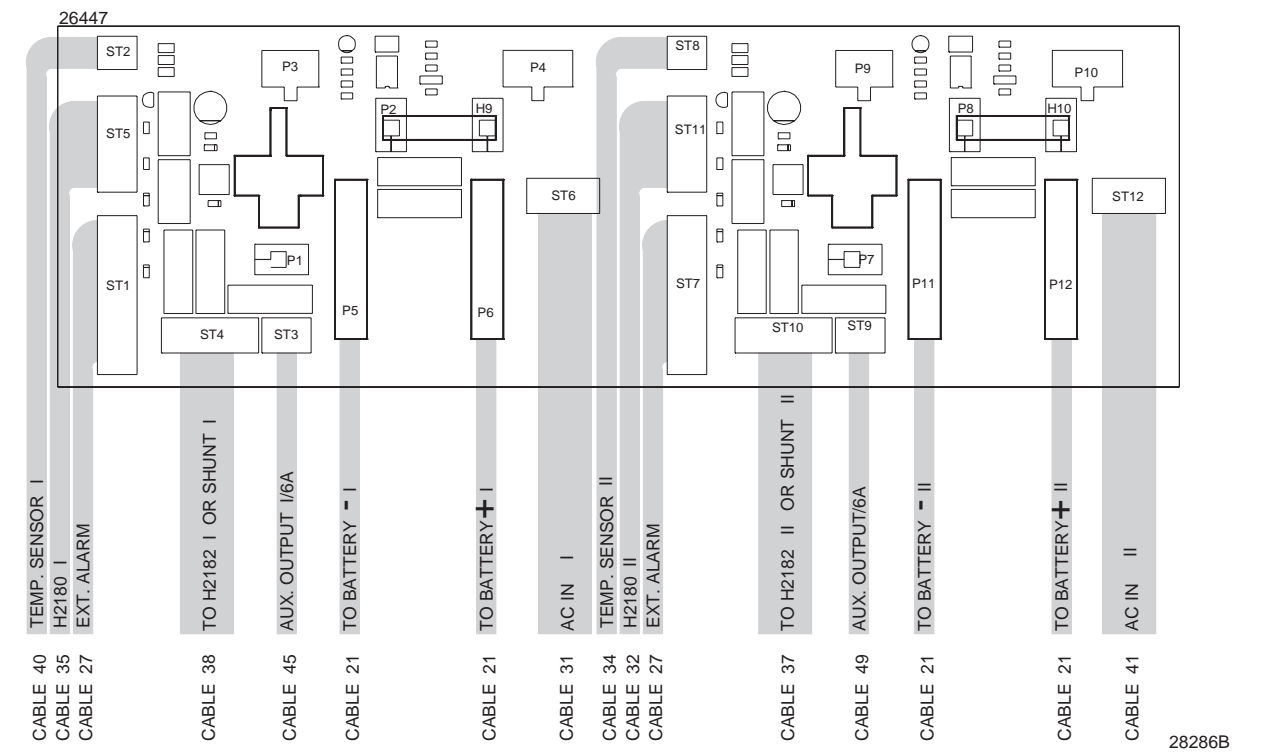 26447
ST2
P3
P4
ST8
P9
P10
P2
H9
P8
H10
ST5
ST11
ST6
ST12
P1
P7
ST1
P5
P6
ST7
P11
P12
ST4
ST3
ST10
ST9
TEMP. SENSOR I
H2180 I
EXT. ALARM
TO H2182 I OR SHUNT I
AUX. OUTPUT I/6A
TO BATTERY - I
TO BATTERY + I
AC IN I
TEMP. SENSOR II
H2180 II
EXT. ALARM
TO H2182 II OR SHUNT II
AUX. OUTPUT/6A
TO BATTERY - II
TO BATTERY + II
AC IN II
CABLE 40
CABLE 35
CABLE 27
CABLE 38
CABLE 45
CABLE 21
CABLE 21
CABLE 31
CABLE 34
CABLE 32
CABLE 27
CABLE 37
CABLE 49
CABLE 21
CABLE 21
CABLE 41
28286B